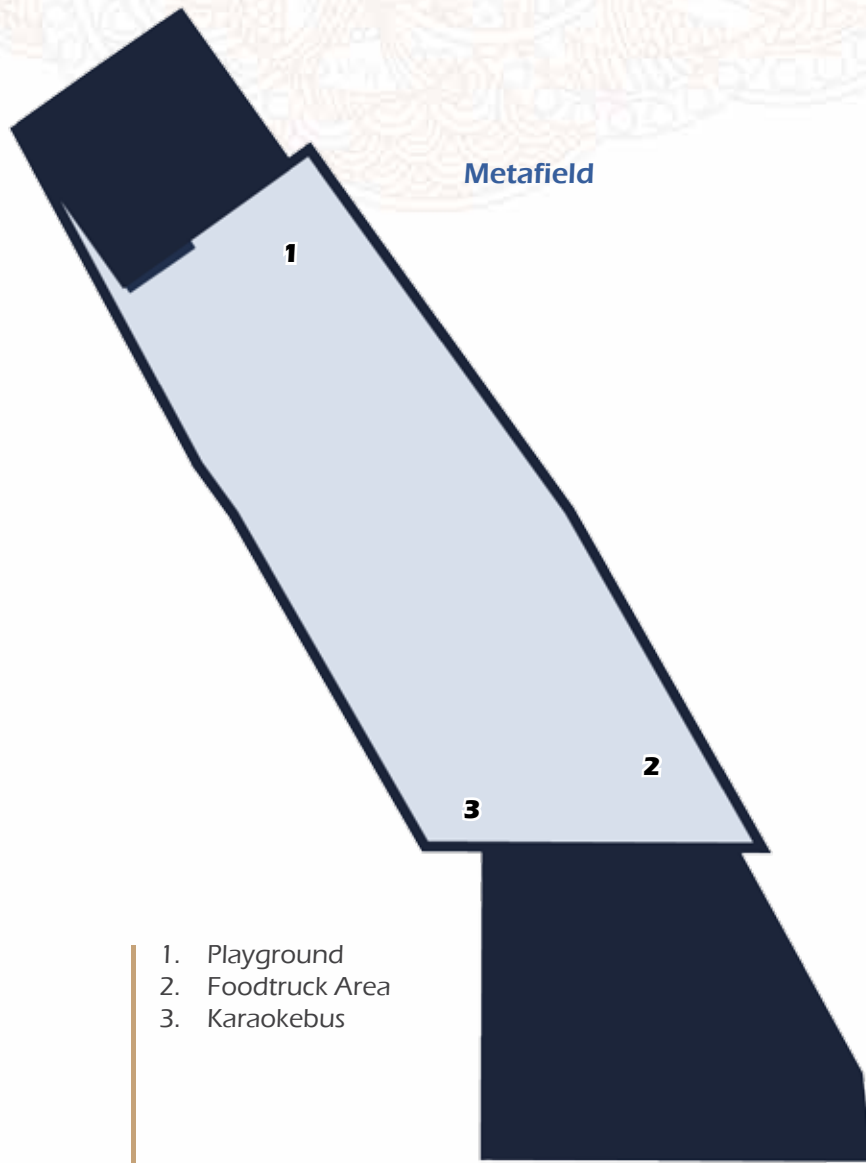 Metafield
1
2
3
1. Playground
2. Foodtruck Area
3. Karaokebus